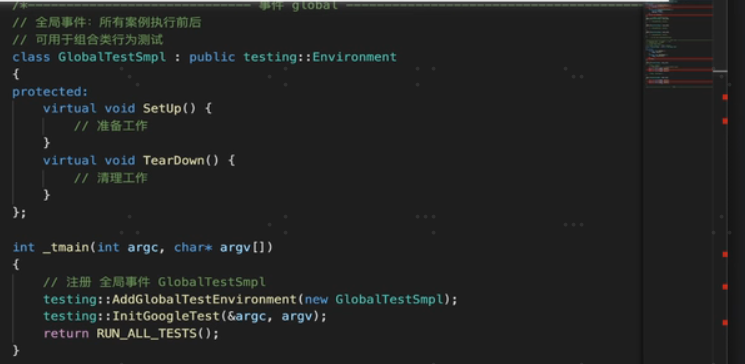 /*------------------------------ 事件 global ------------------------------
// 全局事件: 所有案例执行前后
// 可用于组合类行为测试
class GlobalTestSmpl : public testing::Environment
{
protected:
    virtual void SetUp() {
        // 准备工作
    }
    virtual void TearDown() {
        // 清理工作
    }
};

int _tmain(int argc, char* argv[])
{
    // 注册 全局事件 GlobalTestSmpl
    testing::AddGlobalTestEnvironment(new GlobalTestSmpl);
    testing::InitGoogleTest(&argc, argv);
    return RUN_ALL_TESTS();
}